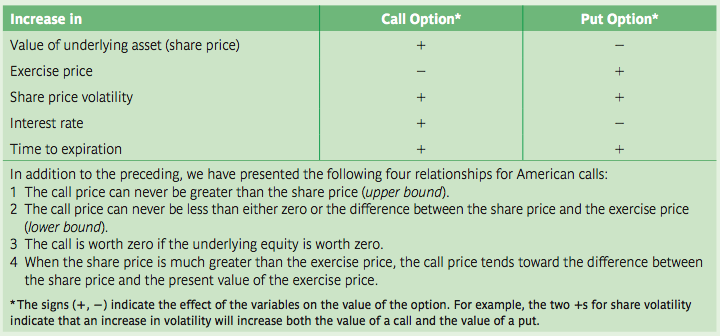 Increase in Call Option* Put Option*
Value of underlying asset (share price) + −
Exercise price − +
Share price volatility + +
Interest rate + −
Time to expiration + +
In addition to the preceding, we have presented the following four relationships for American calls:
1 The call price can never be greater than the share price (upper bound).
2 The call price can never be less than either zero or the difference between the share price and the exercise price
(lower bound).
3 The call is worth zero if the underlying equity is worth zero.
4 When the share price is much greater than the exercise price, the call price tends toward the difference between
the share price and the present value of the exercise price.
*The signs (+, −) indicate the effect of the variables on the value of the option. For example, the two +s for share volatility
indicate that an increase in volatility will increase both the value of a call and the value of a put.